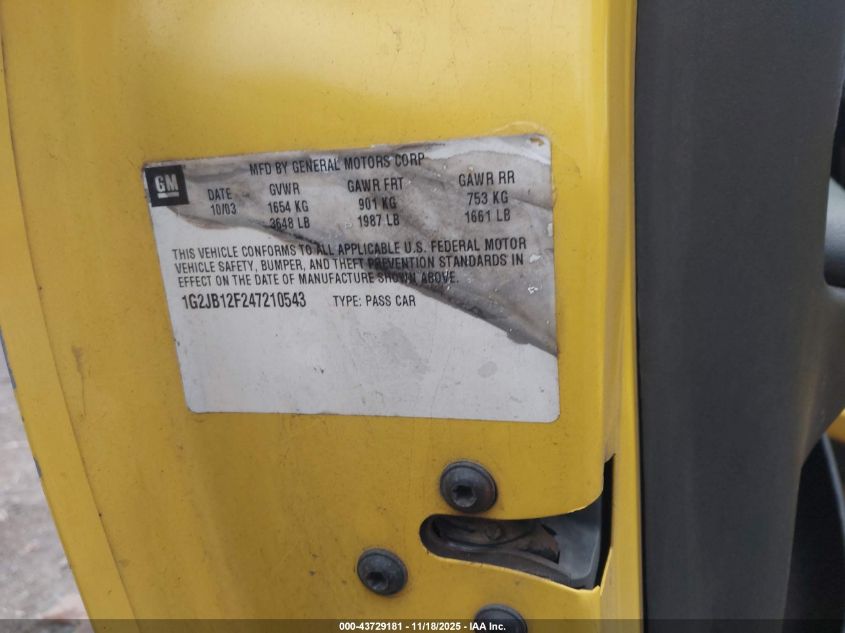 MFD BY GENERAL MOTORS CORP
GM
DATE GVWR GAWR FRT GAWR RR
10/03 1654 KG 901 KG 753 KG
3648 LB 1987 LB 1661 LB
THIS VEHICLE CONFORMS TO ALL APPLICABLE U.S. FEDERAL MOTOR
VEHICLE SAFETY, BUMPER, AND THEFT PREVENTION STANDARDS IN
EFFECT ON THE DATE OF MANUFACTURE SHOWN ABOVE.
1G2JB12F247210543 TYPE: PASS CAR
000-43729181 - 11/18/2025 - IAA Inc.